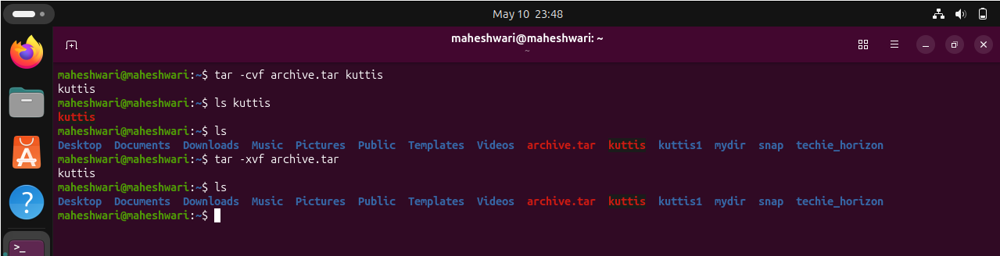 May 10 23:48
maheshwari@maheshwari: ~
~
maheshwari@maheshwari:~$ tar -cvf archive.tar kuttis
kuttis
maheshwari@maheshwari:~$ ls kuttis
kuttis
maheshwari@maheshwari:~$ ls
Desktop Documents Downloads Music Pictures Public Templates Videos archive.tar kuttis kuttis1 mydir snap techie_horizon
maheshwari@maheshwari:~$ tar -xvf archive.tar
kuttis
maheshwari@maheshwari:~$ ls
Desktop Documents Downloads Music Pictures Public Templates Videos archive.tar kuttis kuttis1 mydir snap techie_horizon
maheshwari@maheshwari:~$